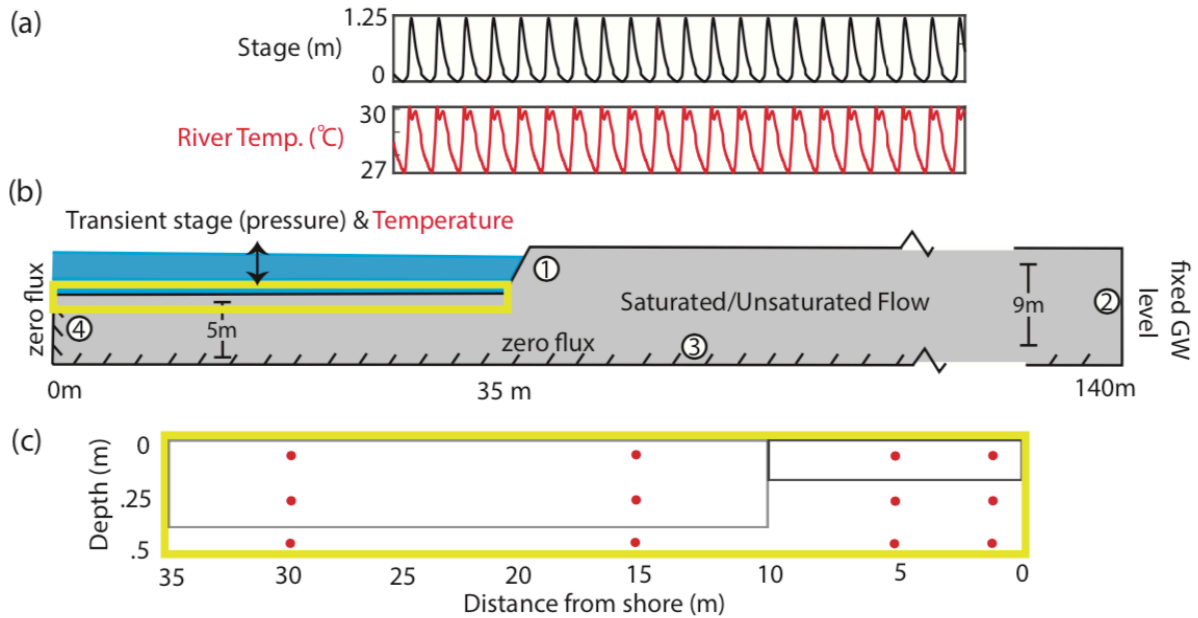 (a)
1.25
Stage (m)
0
30
River Temp. (℃)
27
(b)
Transient stage (pressure) & Temperature
zero flux
1
Saturated/Unsaturated Flow
9m
2
fixed GW
level
4
5m
zero flux
3
0m
35 m
140m
(c)
Depth (m)
0
.25
.5
35
30
25
20
15
10
5
0
Distance from shore (m)